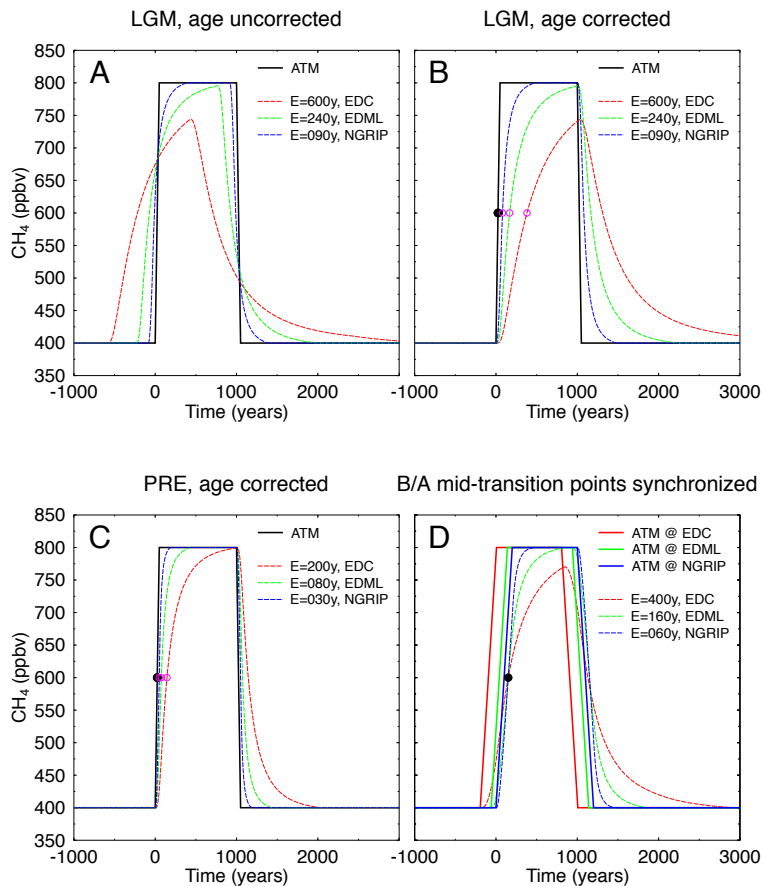 LGM, age uncorrected
A
ATM
E=600y, EDC
E=240y, EDML
E=090y, NGRIP
850
800
750
700
650
600
550
500
450
400
350
CH4 (ppbv)
-1000 0 1000 2000 -1000
Time (years)
LGM, age corrected
B
ATM
E=600y, EDC
E=240y, EDML
E=090y, NGRIP
-1000 0 1000 2000 3000
Time (years)
PRE, age corrected
C
ATM
E=200y, EDC
E=080y, EDML
E=030y, NGRIP
850
800
750
700
650
600
550
500
450
400
350
CH4 (ppbv)
-1000 0 1000 2000 -1000
Time (years)
B/A mid-transition points synchronized
D
ATM @ EDC
ATM @ EDML
ATM @ NGRIP
E=400y, EDC
E=160y, EDML
E=060y, NGRIP
-1000 0 1000 2000 3000
Time (years)